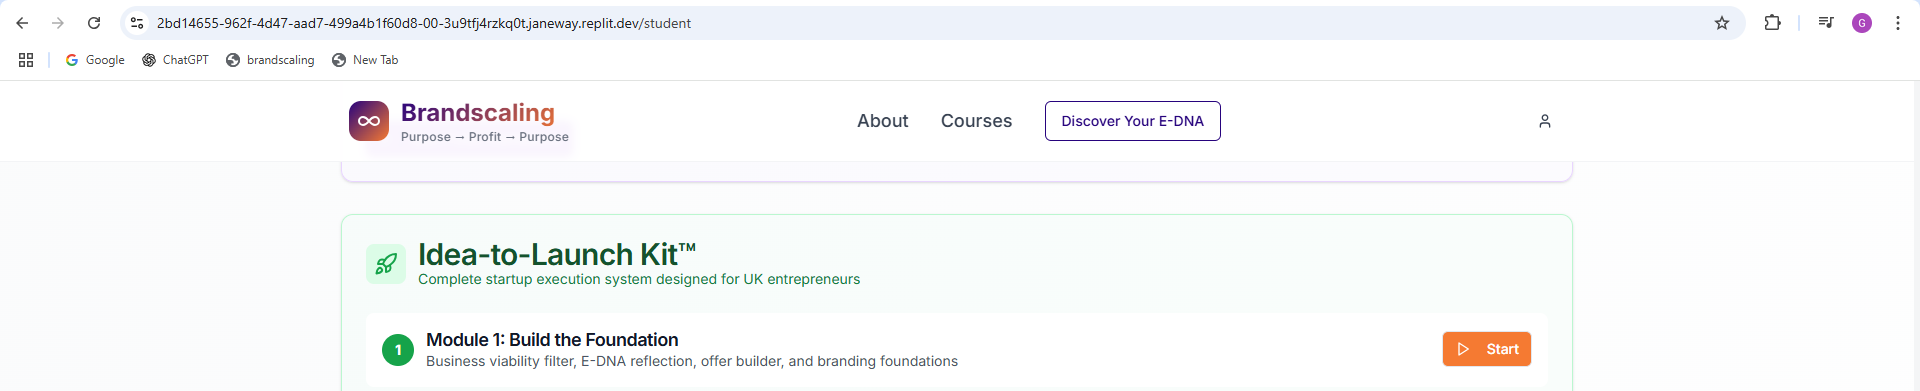 2bd14655-962f-4d47-aad7-499a4b1f60d8-00-3u9tfj4rzkq0t.janeway.replit.dev/student
G
Google ChatGPT brandscaling New Tab
Brandscaling
Purpose → Profit → Purpose
About Courses Discover Your E-DNA
Idea-to-Launch Kit™
Complete startup execution system designed for UK entrepreneurs
1
Module 1: Build the Foundation
Business viability filter, E-DNA reflection, offer builder, and branding foundations
Start